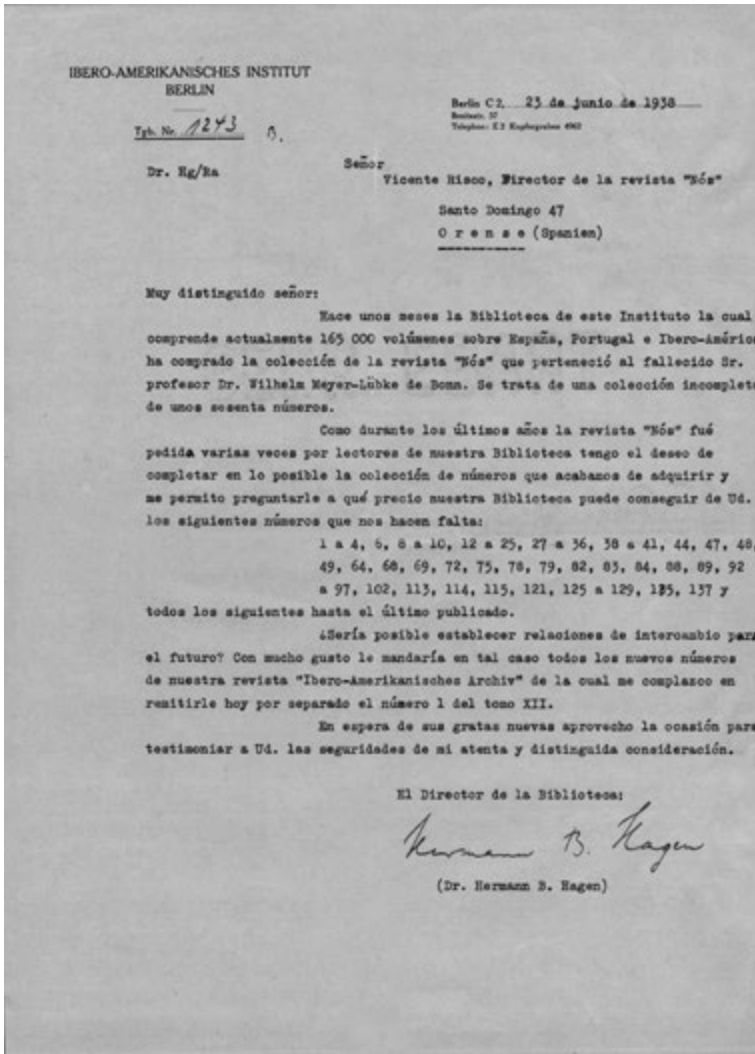 IBERO-AMERIKANISCHES INSTITUT
BERLIN
Tgb. Nr. 1243 B.
Berlin C 2, 23 de junio de 1938
Breitestr. 37
Telephon: E 2 Kupfergraben 4962
Dr. Hg/Ra
Señor
Vicente Risco, Director de la revista "Nós"
Santo Domingo 47
O r e n s e (Spanien)
Muy distinguido señor:
Hace unos meses la Biblioteca de este Instituto la cual
comprende actualmente 165 000 volúmenes sobre España, Portugal e Ibero-Améric
ha comprado la colección de la revista "Nós" que perteneció al fallecido Sr.
profesor Dr. Wilhelm Meyer-Lübke de Bonn. Se trata de una colección incomplet
de unos sesenta números.
Como durante los últimos años la revista "Nós" fué
pedida varias veces por lectores de nuestra Biblioteca tengo el deseo de
completar en lo posible la colección de números que acabamos de adquirir y
me permito preguntarle a qué precio nuestra Biblioteca puede conseguir de Ud.
los siguientes números que nos hacen falta:
1 a 4, 6, 8 a 10, 12 a 25, 27 a 36, 38 a 41, 44, 47, 48,
49, 64, 68, 69, 72, 75, 78, 79, 82, 83, 84, 88, 89, 92
a 97, 102, 113, 114, 115, 121, 125 a 129, 135, 137 y
todos los siguientes hasta el último publicado.
¿Sería posible establecer relaciones de intercambio para
el futuro? Con mucho gusto le mandaría en tal caso todos los nuevos números
de nuestra revista "Ibero-Amerikanisches Archiv" de la cual me complazco en
remitirle hoy por separado el número 1 del tomo XII.
En espera de sus gratas nuevas aprovecho la ocasión para
testimoniar a Ud. las seguridades de mi atenta y distinguida consideración.
El Director de la Biblioteca:
Hermann B. Hagen
(Dr. Hermann B. Hagen)